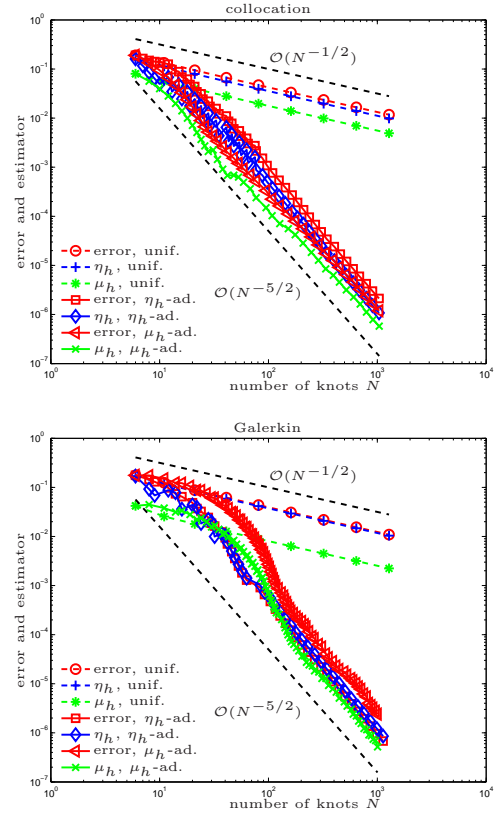 collocation
10^0
10^-1
10^-2
10^-3
10^-4
10^-5
10^-6
10^-7
error and estimator
O(N^{-1/2})
O(N^{-5/2})
error, unif.
η_h, unif.
μ_h, unif.
error, η_h-ad.
η_h, η_h-ad.
error, μ_h-ad.
μ_h, μ_h-ad.
10^0 10^1 10^2 10^3 10^4
number of knots N
Galerkin
10^0
10^-1
10^-2
10^-3
10^-4
10^-5
10^-6
10^-7
error and estimator
O(N^{-1/2})
O(N^{-5/2})
error, unif.
η_h, unif.
μ_h, unif.
error, η_h-ad.
η_h, η_h-ad.
error, μ_h-ad.
μ_h, μ_h-ad.
10^0 10^1 10^2 10^3 10^4
number of knots N